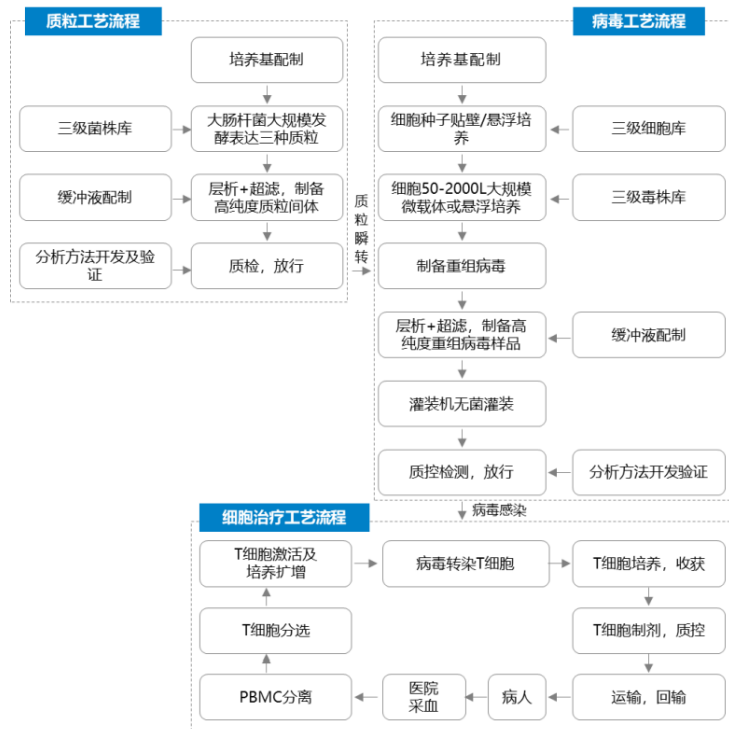 质粒工艺流程
培养基配制
三级菌株库
大肠杆菌大规模发
酵表达三种质粒
缓冲液配制
层析+超滤，制备
高纯度质粒间体
分析方法开发及验
证
质检，放行
质
粒
瞬
转
病毒工艺流程
培养基配制
细胞种子贴壁/悬浮培
养
三级细胞库
细胞50-2000L大规模
微载体或悬浮培养
三级毒株库
制备重组病毒
层析+超滤，制备高
纯度重组病毒样品
缓冲液配制
灌装机无菌灌装
质控检测，放行
分析方法开发验证
病毒感染
细胞治疗工艺流程
T细胞激活及
培养扩增
病毒转染T细胞
T细胞培养，收获
T细胞分选
T细胞制剂，质控
PBMC分离
医院
采血
病人
运输，回输